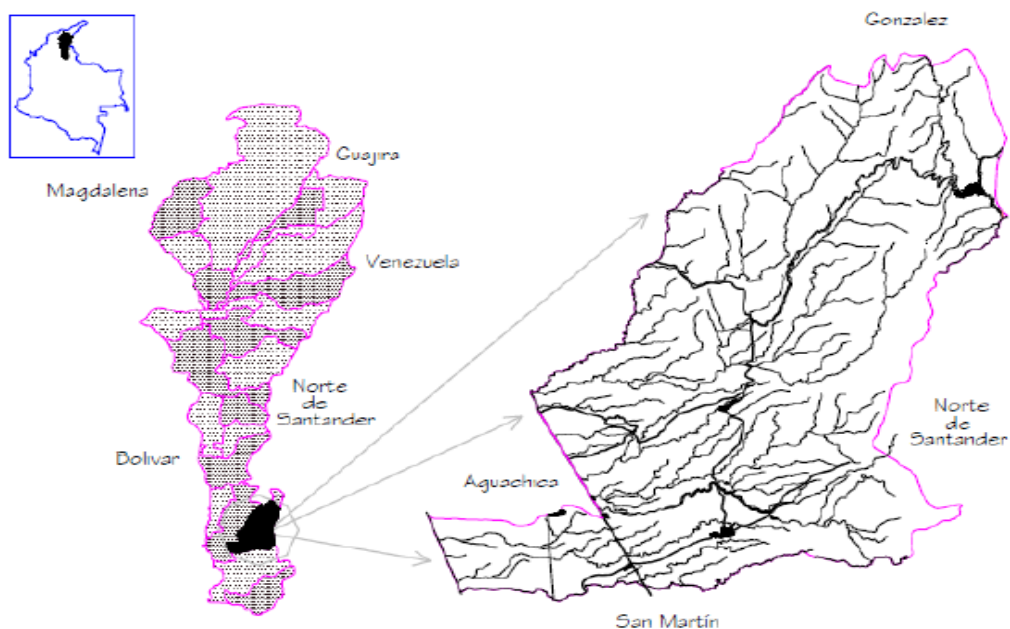 Gonzalez
Guajira
Magdalena
Venezuela
Norte
de
Santander
Bolivar
Norte
de
Santander
Aguachica
San Martín